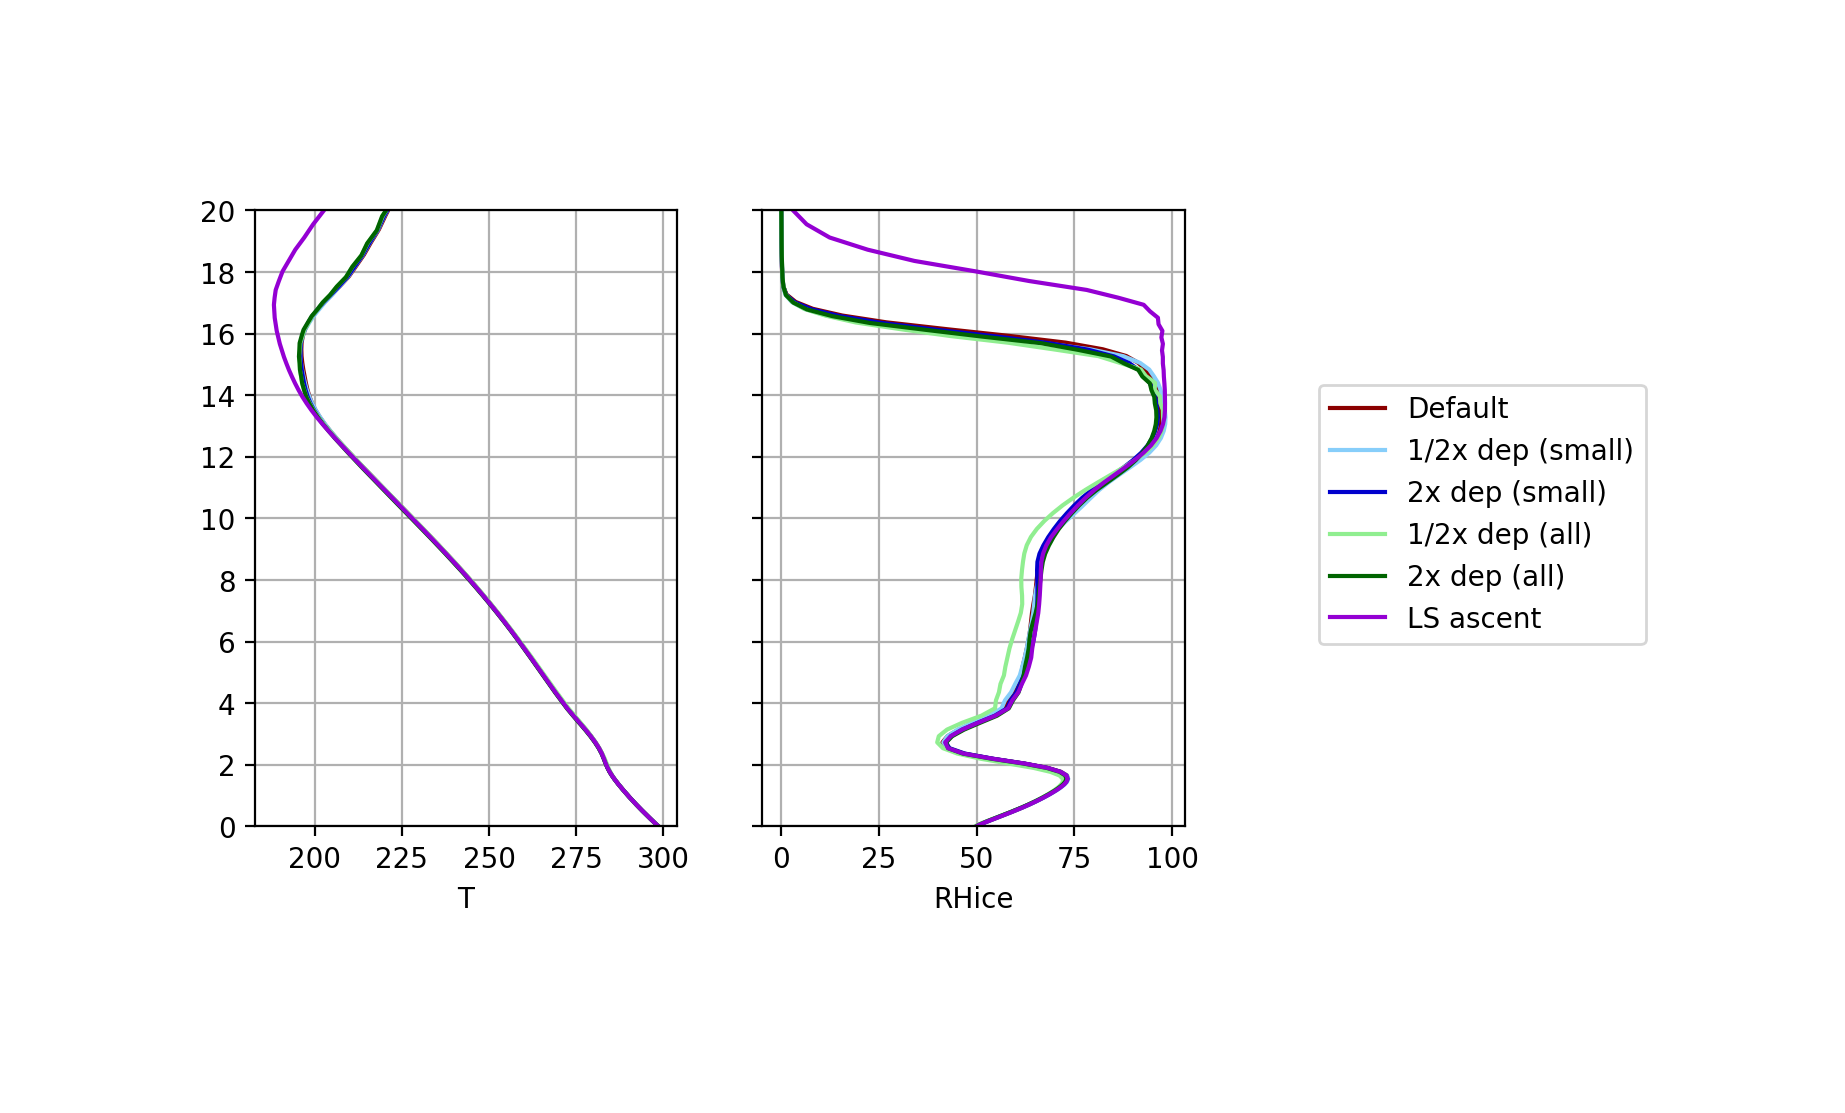 20
18
16
14
12
10
8
6
4
2
0
200 225 250 275 300
T
0 25 50 75 100
RHice
Default
1/2x dep (small)
2x dep (small)
1/2x dep (all)
2x dep (all)
LS ascent